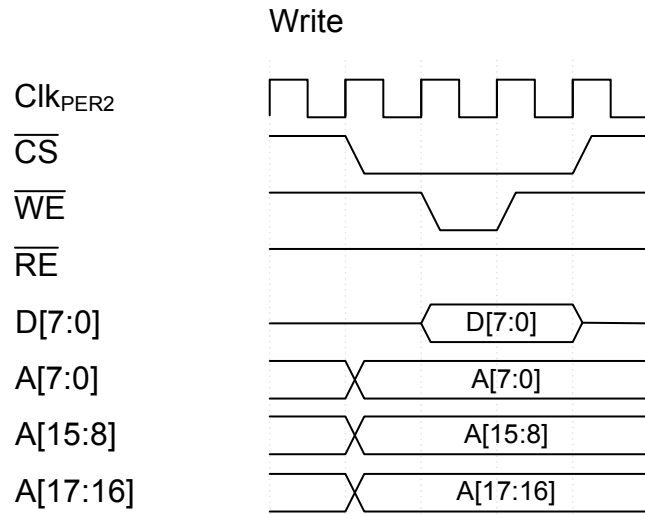 Write
ClkPER2
CS
WE
RE
D[7:0] D[7:0]
A[7:0] A[7:0]
A[15:8] A[15:8]
A[17:16] A[17:16]